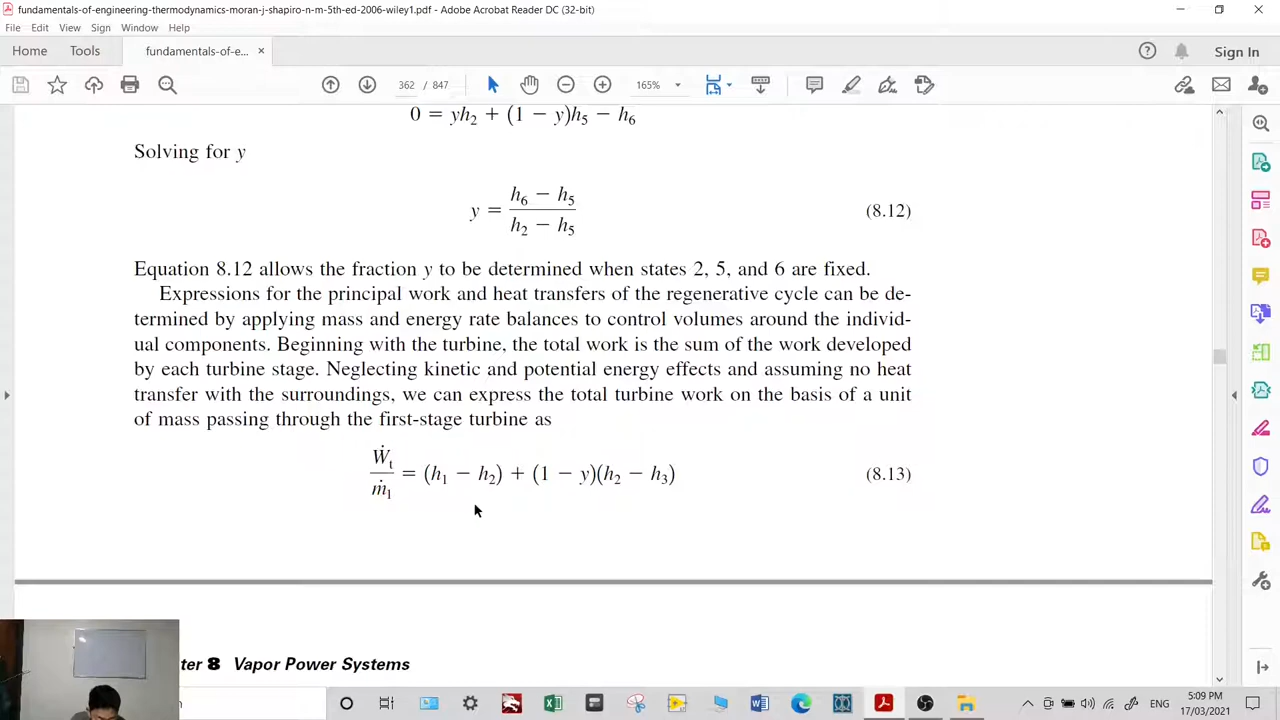 fundamentals-of-engineering-thermodynamics-moran-j-shapiro-n-m-5th-ed-2006-wiley1.pdf - Adobe Acrobat Reader DC (32-bit)
File Edit View Sign Window Help
Home Tools fundamentals-of-e... × Sign In
362 / 847 165%
0 = yh₂ + (1 − y)h₅ − h₆
Solving for y
y = (h₆ − h₅) / (h₂ − h₅) (8.12)
Equation 8.12 allows the fraction y to be determined when states 2, 5, and 6 are fixed.
Expressions for the principal work and heat transfers of the regenerative cycle can be de-
termined by applying mass and energy rate balances to control volumes around the individ-
ual components. Beginning with the turbine, the total work is the sum of the work developed
by each turbine stage. Neglecting kinetic and potential energy effects and assuming no heat
transfer with the surroundings, we can express the total turbine work on the basis of a unit
of mass passing through the first-stage turbine as
Ẇₜ / ṁ₁ = (h₁ − h₂) + (1 − y)(h₂ − h₃) (8.13)
ter 8 Vapor Power Systems
ENG
5:09 PM
17/03/2021